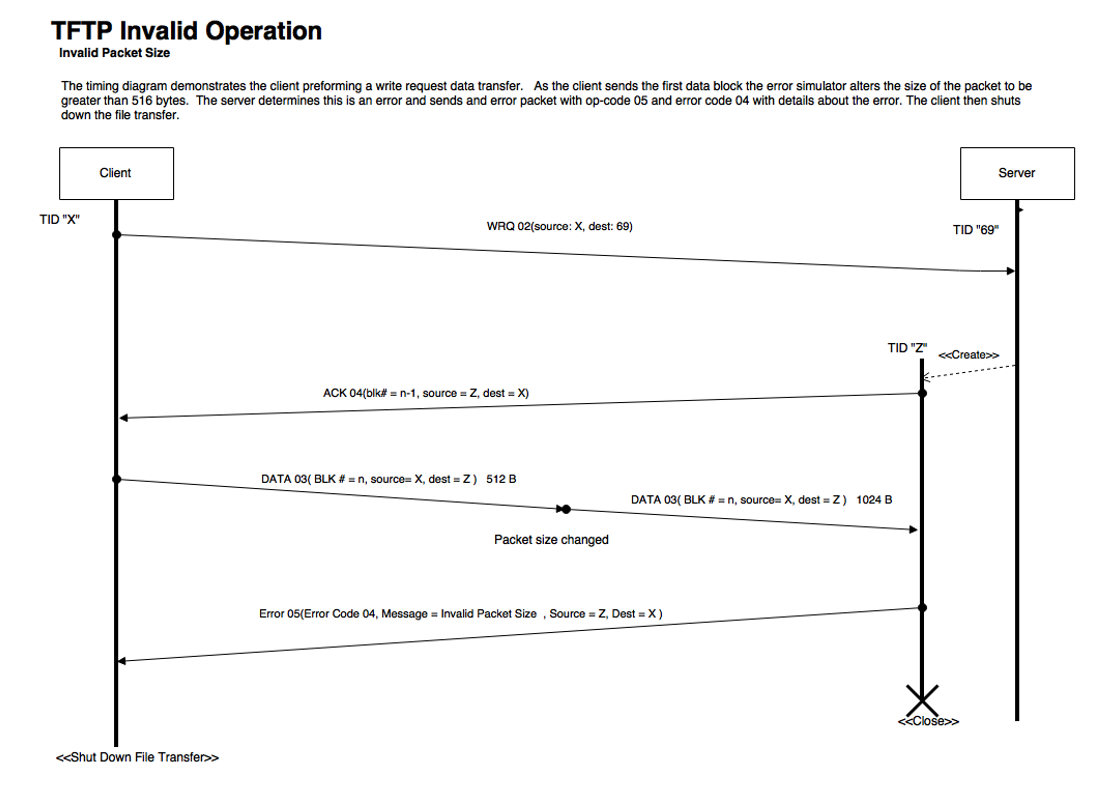 TFTP Invalid Operation
Invalid Packet Size
The timing diagram demonstrates the client preforming a write request data transfer.   As the client sends the first data block the error simulator alters the size of the packet to be
greater than 516 bytes.  The server determines this is an error and sends and error packet with op-code 05 and error code 04 with details about the error. The client then shuts
down the file transfer.
Client
Server
TID "X"
WRQ 02(source: X, dest: 69)
TID "69"
TID "Z"
<<Create>>
ACK 04(blk# = n-1, source = Z, dest = X)
DATA 03( BLK # = n, source= X, dest = Z )   512 B
DATA 03( BLK # = n, source= X, dest = Z )   1024 B
Packet size changed
Error 05(Error Code 04, Message = Invalid Packet Size  , Source = Z, Dest = X )
<<Close>>
<<Shut Down File Transfer>>